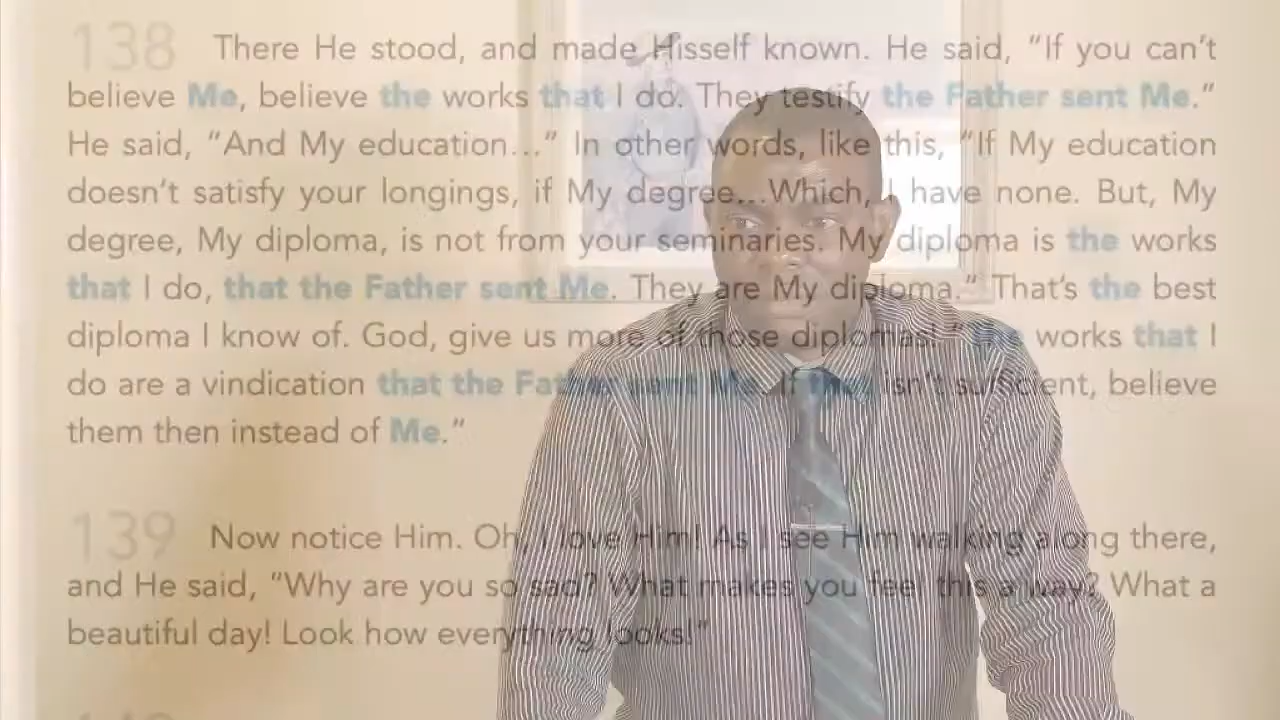 138 There He stood, and made Hisself known. He said, “If you can’t
believe Me, believe the works that I do. They testify the Father sent Me.”
He said, “And My education…” In other words, like this, “If My education
doesn’t satisfy your longings, if My degree…Which, I have none. But, My
degree, My diploma, is not from your seminaries. My diploma is the works
that I do, that the Father sent Me. They are My diploma.” That’s the best
diploma I know of. God, give us more of those diplomas! “The works that I
do are a vindication that the Father sent Me. If that isn’t sufficient, believe
them then instead of Me.”
139 Now notice Him. Oh, I love Him! As I see Him walking along there,
and He said, “Why are you so sad? What makes you feel this a way? What a
beautiful day! Look how everything looks!”